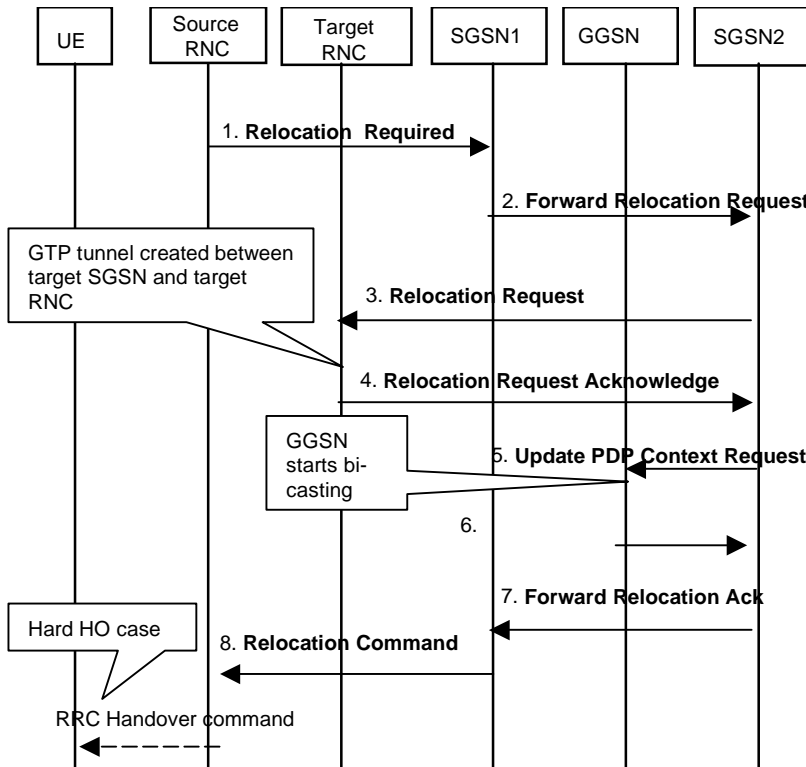 UE
Source
RNC
Target
RNC
SGSN1
GGSN
SGSN2
1. Relocation Required
2. Forward Relocation Request
GTP tunnel created between
target SGSN and target
RNC
3. Relocation Request
4. Relocation Request Acknowledge
GGSN
starts bi-
casting
5. Update PDP Context Request
6.
7. Forward Relocation Ack
Hard HO case
8. Relocation Command
RRC Handover command